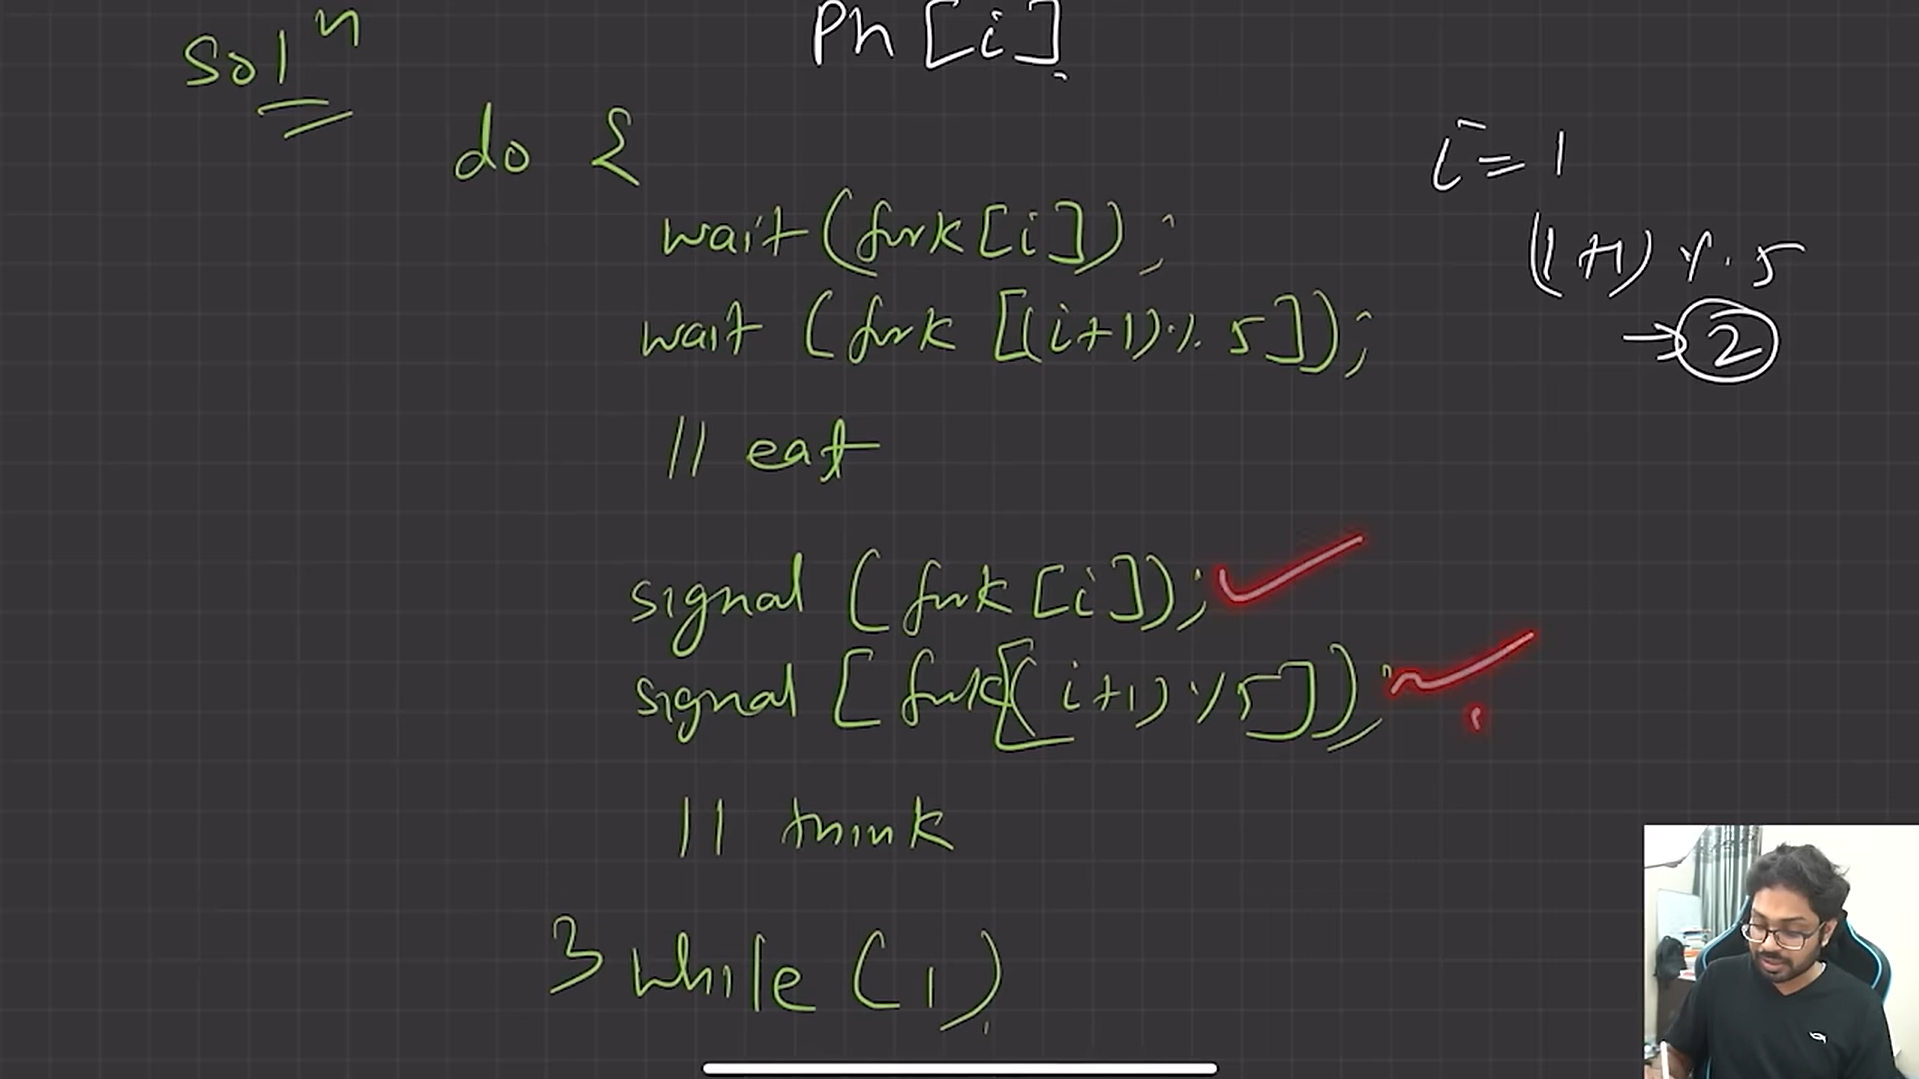 Solⁿ
Ph [i]
do {
wait (fork [i]);
wait (fork [(i+1) % 5]);
// eat
signal (fork [i]);
signal [fork[(i+1) % 5]);
// think
} while (1)
i = 1
(1+1) % 5
→ 2